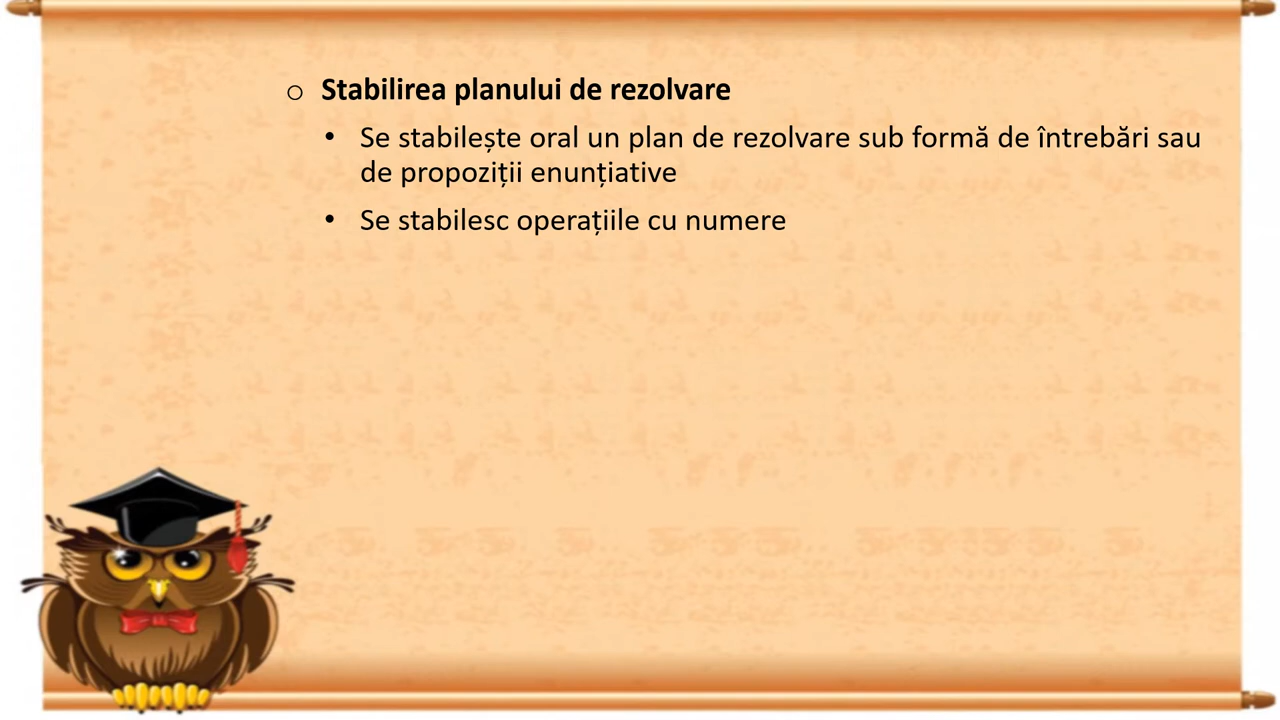 o Stabilirea planului de rezolvare
• Se stabilește oral un plan de rezolvare sub formă de întrebări sau
de propoziții enunțiative
• Se stabilesc operațiile cu numere